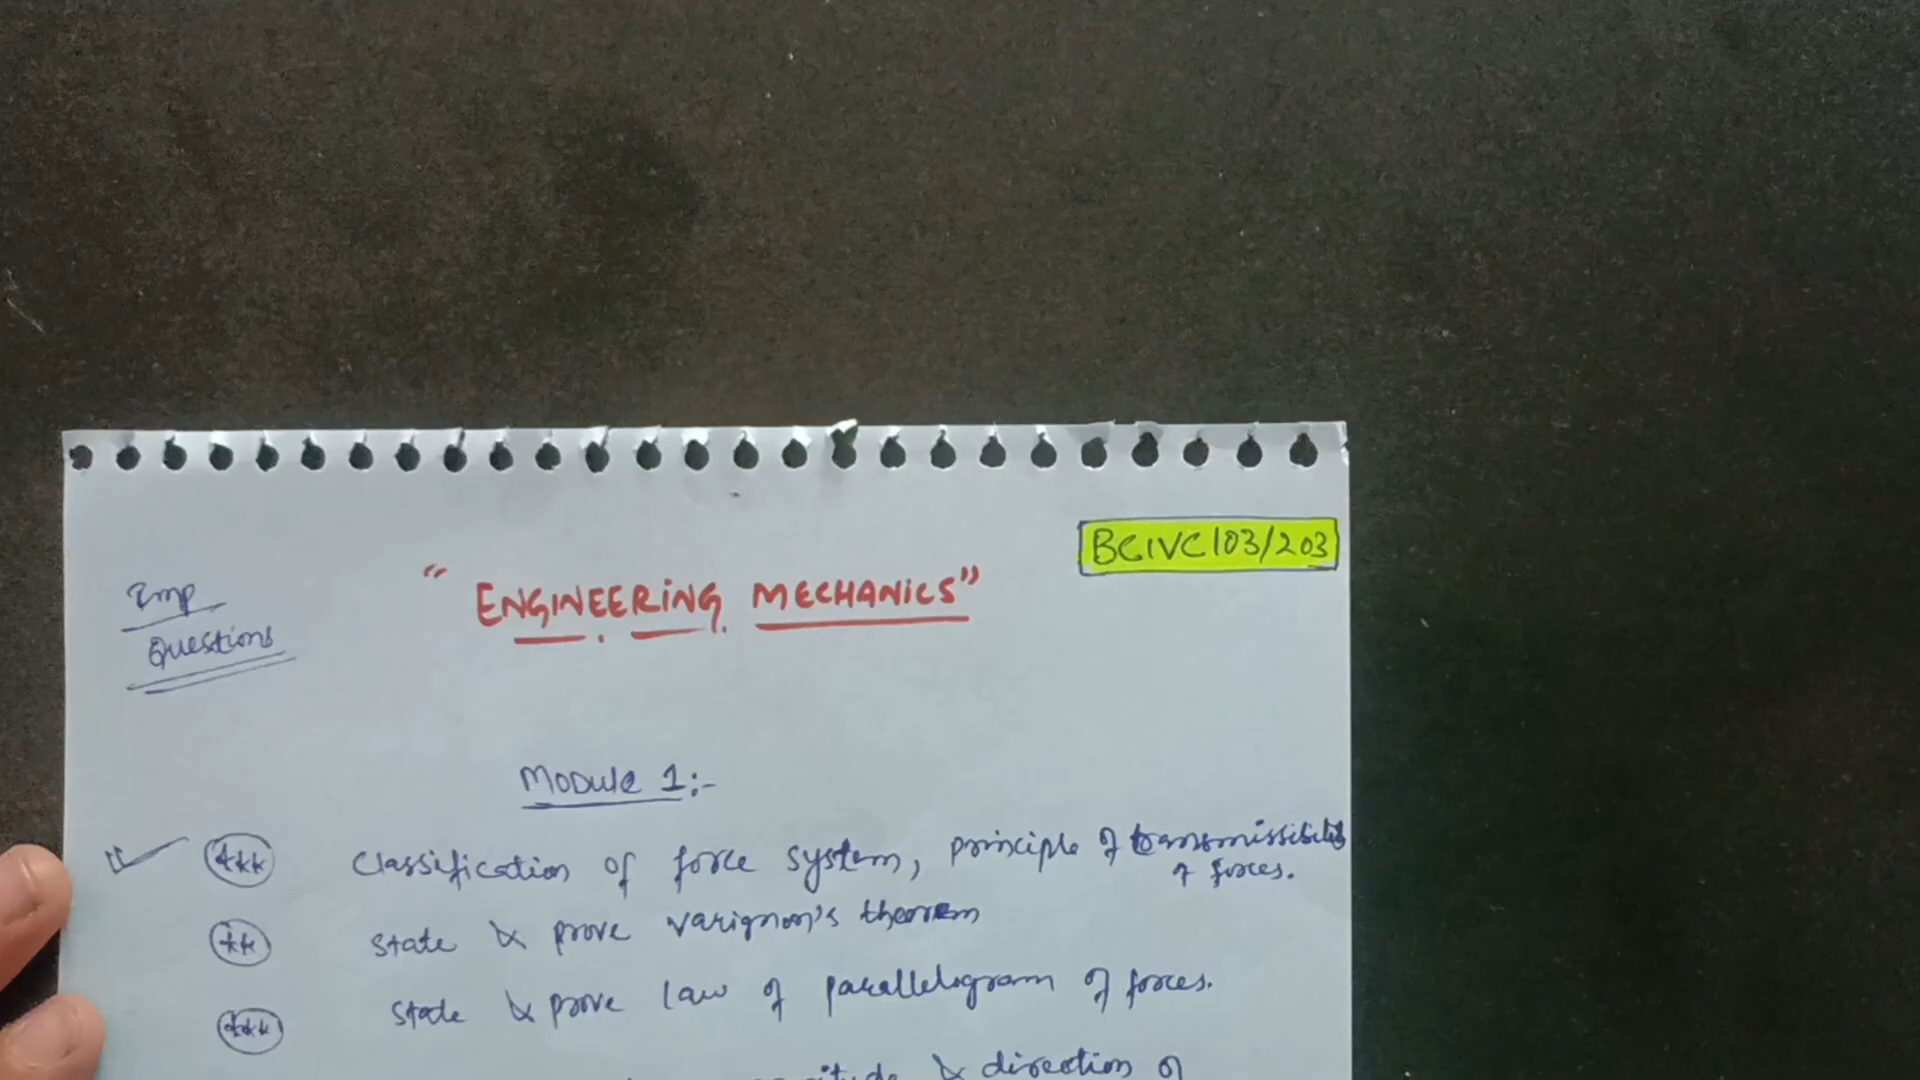 BCIVC103/203
Imp
Questions
" ENGINEERING MECHANICS"
Module 1:-
*** classification of force system, principle of transmissibility
of forces.
** state & prove varignon's theorem
*** state & prove law of parallelogram of forces.
& direction of